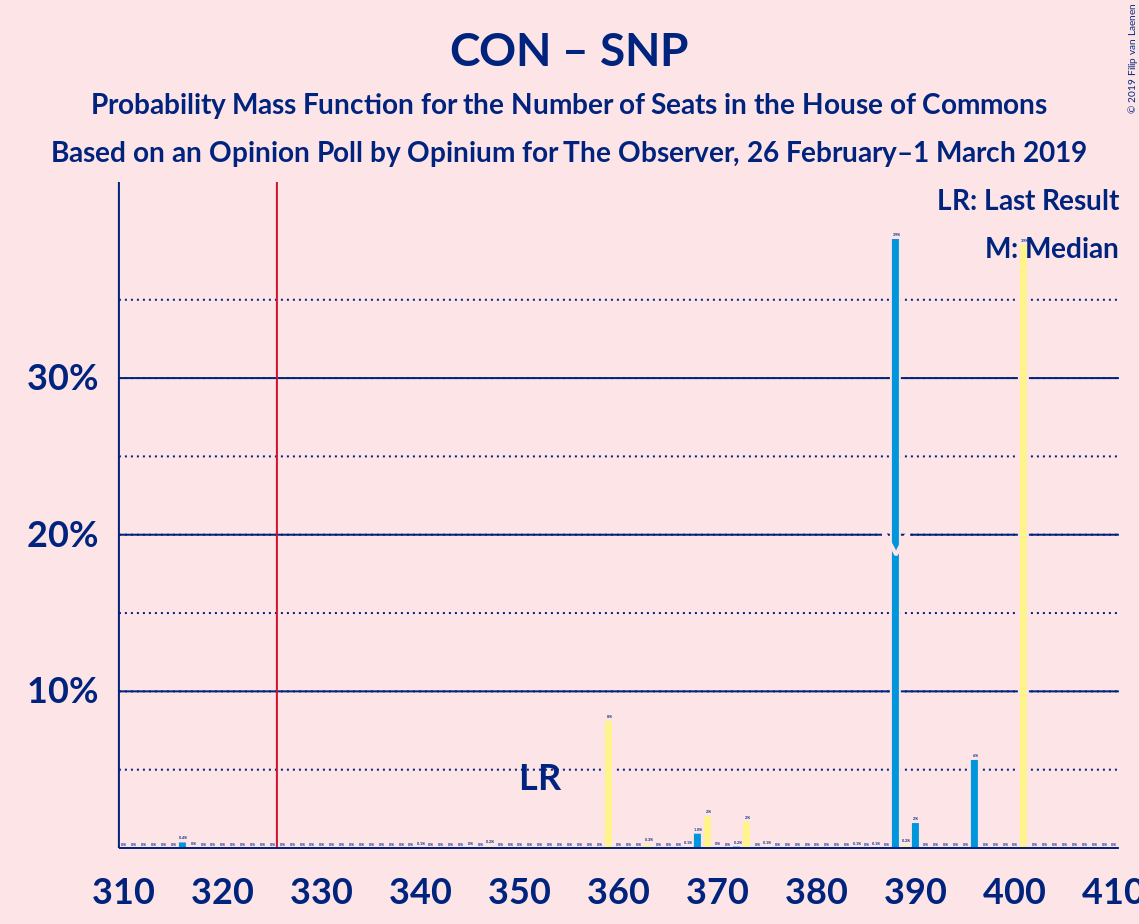 CON – SNP
Probability Mass Function for the Number of Seats in the House of Commons
Based on an Opinion Poll by Opinium for The Observer, 26 February–1 March 2019
© 2019 Filip van Laenen
LR: Last Result
M: Median
30%
20%
10%
LR
M
310 320 330 340 350 360 370 380 390 400 410